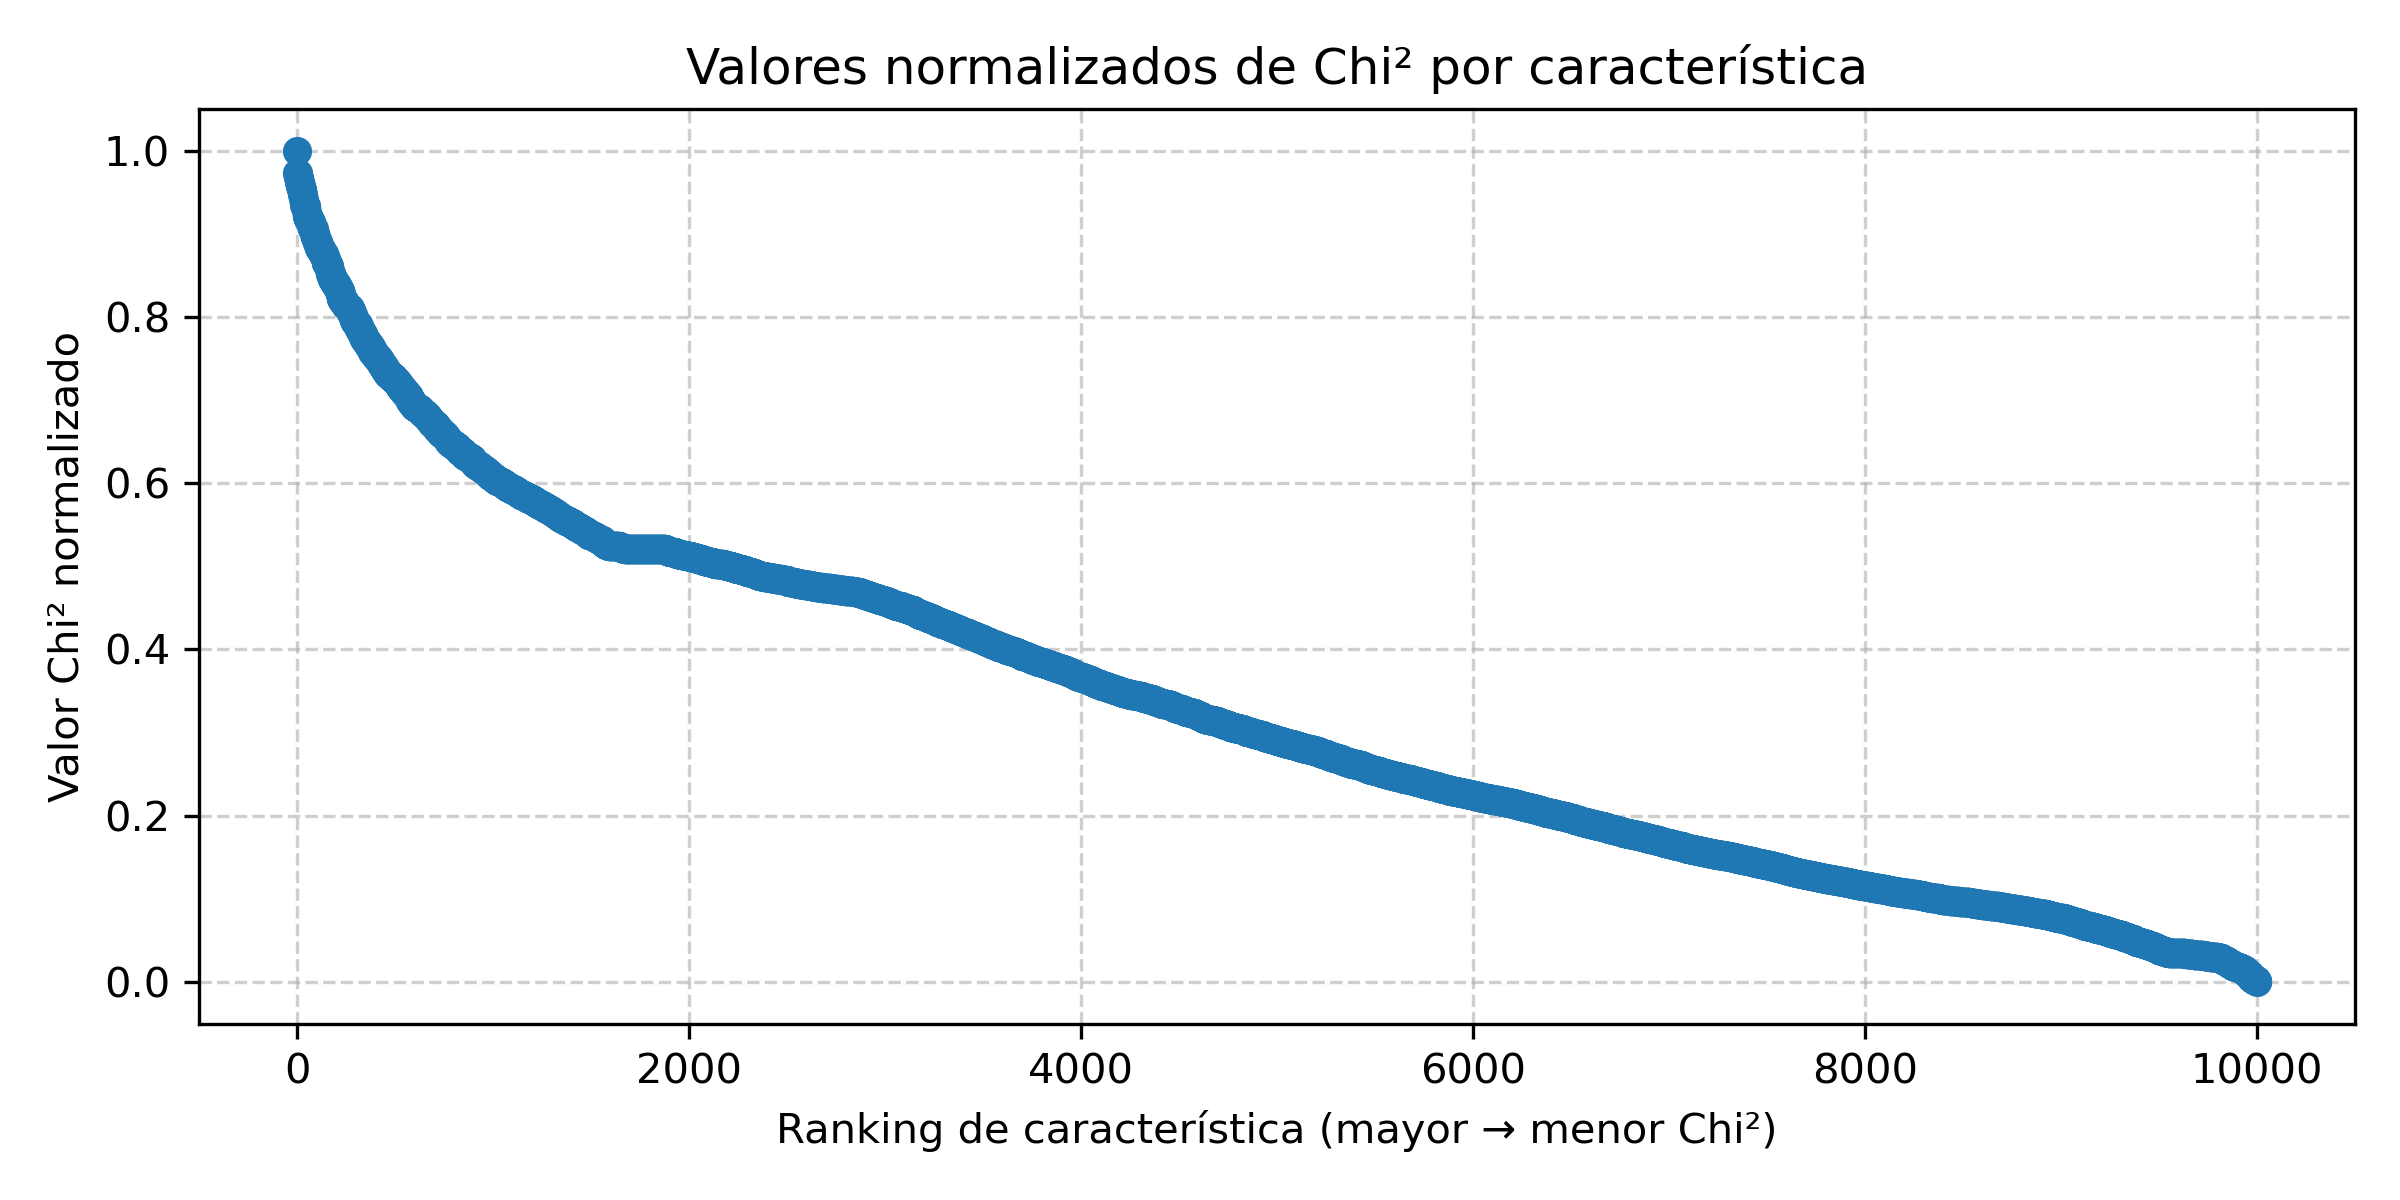 Valores normalizados de Chi² por característica
Valor Chi² normalizado
1.0
0.8
0.6
0.4
0.2
0.0
0 2000 4000 6000 8000 10000
Ranking de característica (mayor → menor Chi²)